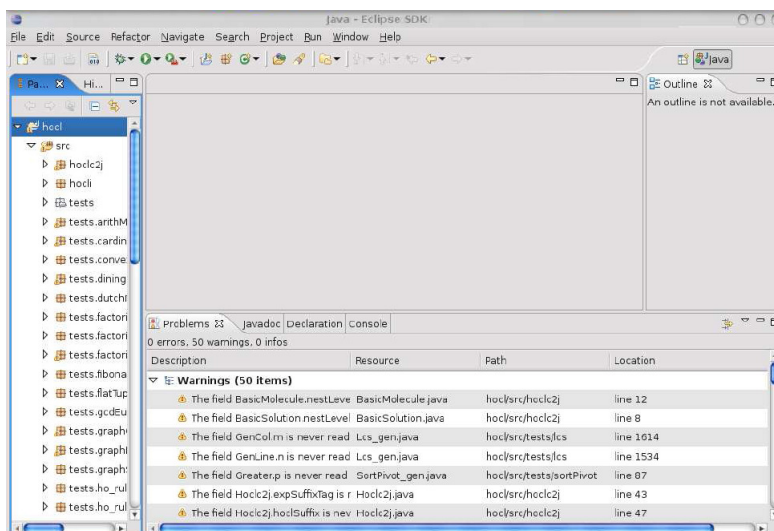 Java - Eclipse SDK
File Edit Source Refactor Navigate Search Project Run Window Help
Java
Pa... Hi...
Outline
An outline is not available.
hocl
src
hoclc2j
hocli
tests
tests.arithM
tests.cardin
tests.conve
tests.dining
tests.dutchf
tests.factori
tests.factori
tests.factori
tests.fibona
tests.flatTup
tests.gcdEu
tests.graph
tests.graph
tests.graph
tests.ho_rul
tests.ho_rul
Problems Javadoc Declaration Console
0 errors, 50 warnings, 0 infos
Description Resource Path Location
Warnings (50 items)
The field BasicMolecule.nestLeve BasicMolecule.java hocl/src/hoclc2j line 12
The field BasicSolution.nestLevel BasicSolution.java hocl/src/hoclc2j line 8
The field GenCol.m is never read Lcs_gen.java hocl/src/tests/lcs line 1614
The field GenLine.n is never read Lcs_gen.java hocl/src/tests/lcs line 1534
The field Greater.p is never read SortPivot_gen.java hocl/src/tests/sortPivot line 87
The field Hoclc2j.expSuffixTag is r Hoclc2j.java hocl/src/hoclc2j line 43
The field Hoclc2j.hoclSuffix is nev Hoclc2j.java hocl/src/hoclc2j line 47